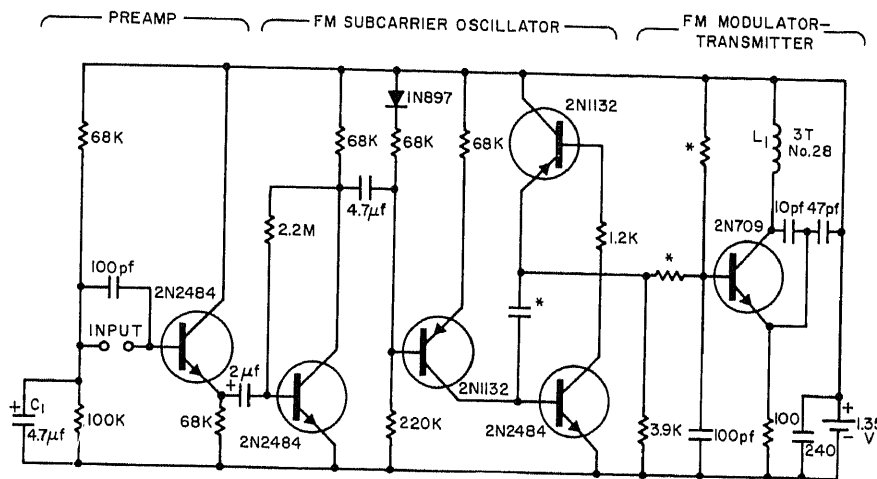 PREAMP
FM SUBCARRIER OSCILLATOR
FM MODULATOR-
TRANSMITTER
1N897
2N1132
68K
68K
68K
68K
*
L1
3T
No.28
4.7μf
2.2M
1.2K
10pf
47pf
2N709
100pf
2N2484
*
*
INPUT
2μf
+
2N1132
+
C1
4.7μf
100K
68K
2N2484
220K
2N2484
3.9K
100pf
100
240
+
-
1.35
V